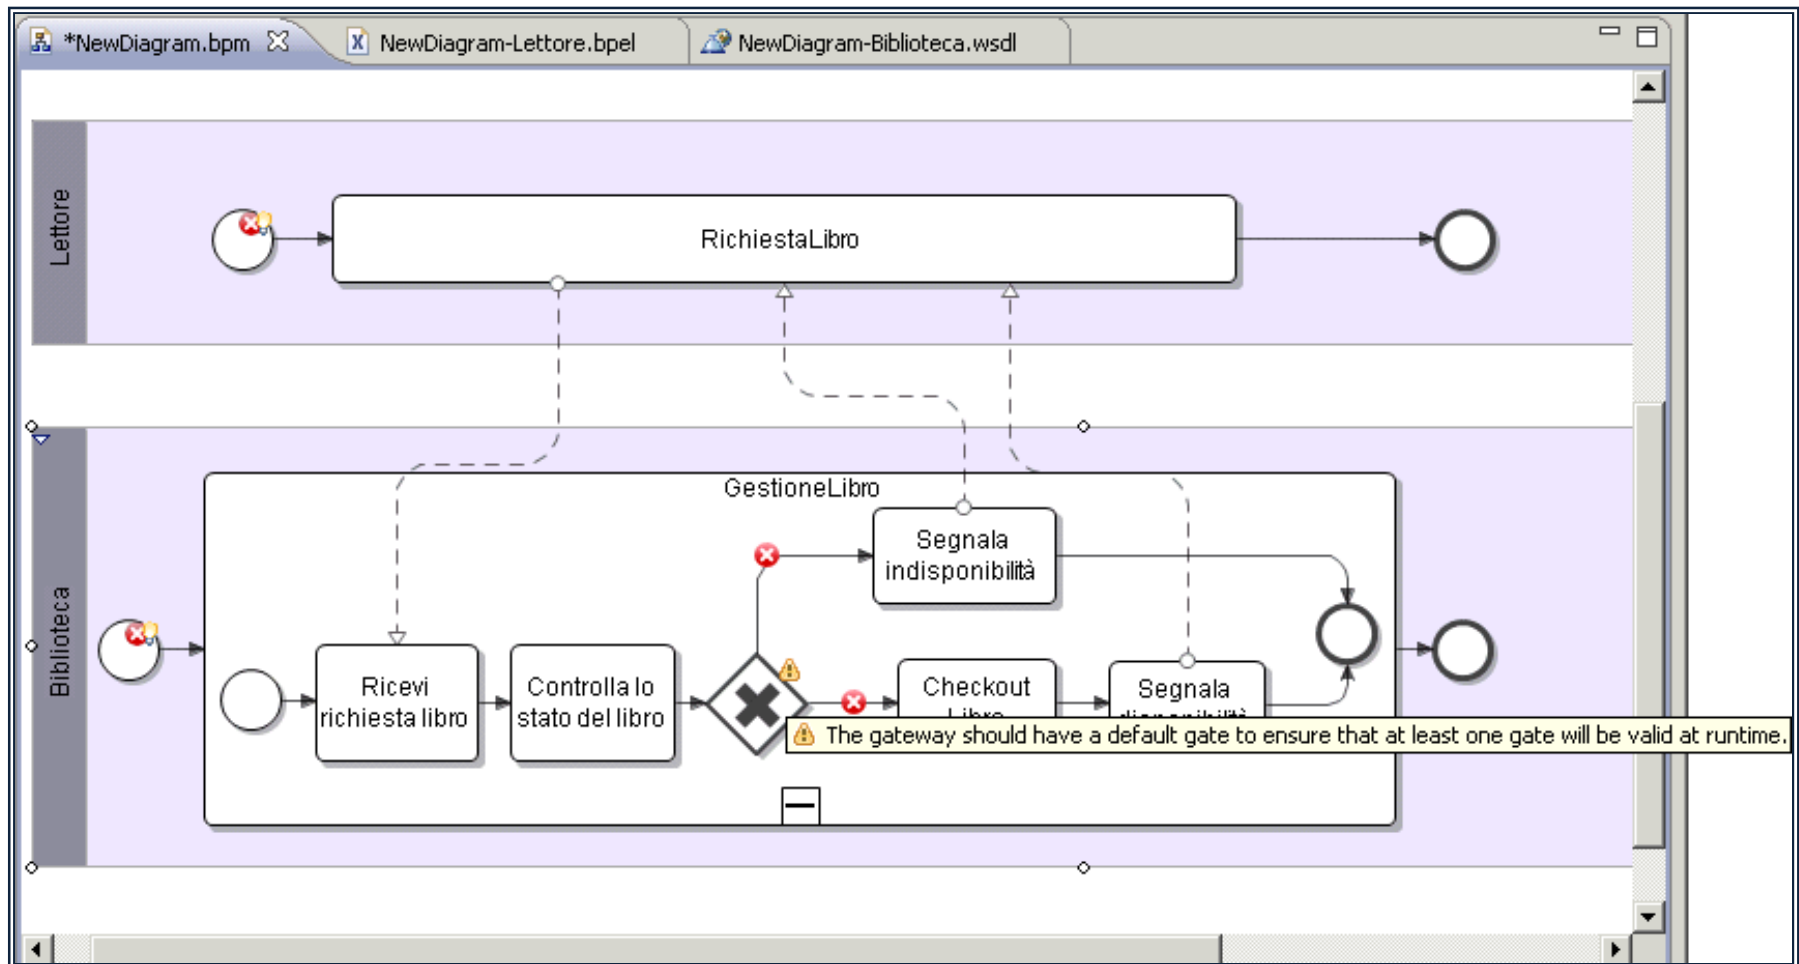 *NewDiagram.bpm
NewDiagram-Lettore.bpel
NewDiagram-Biblioteca.wsdl
Lettore
RichiestaLibro
Biblioteca
GestioneLibro
Segnala
indisponibilità
Ricevi
richiesta libro
Controlla lo
stato del libro
Checkout
Libro
Segnala
disponibilità
The gateway should have a default gate to ensure that at least one gate will be valid at runtime.